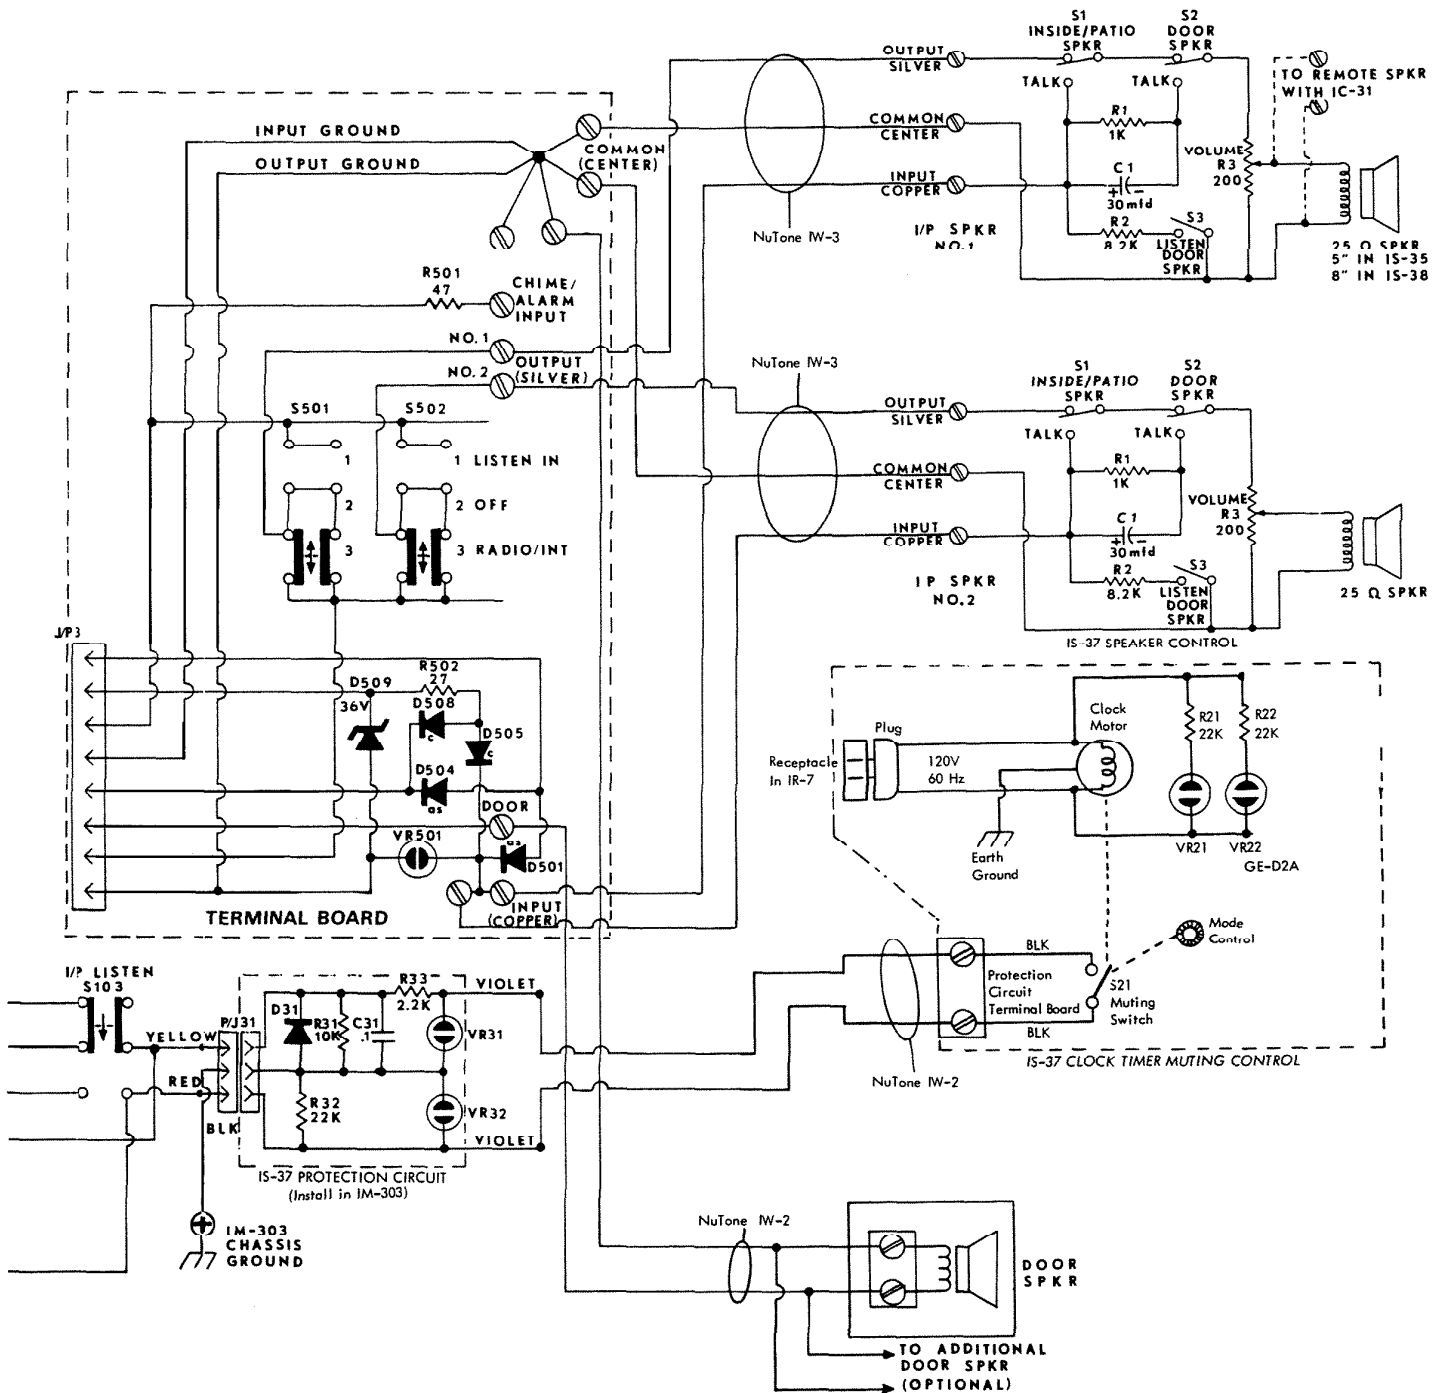 S1
INSIDE/PATIO
SPKR
S2
DOOR
SPKR
OUTPUT
SILVER
TALK
TALK
TO REMOTE SPKR
WITH IC-31
R1
1K
INPUT GROUND
OUTPUT GROUND
COMMON
(CENTER)
COMMON
CENTER
VOLUME
R3
200
C1
+ −
30mfd
INPUT
COPPER
NuTone IW-3
I/P SPKR
NO.1
R2
8.2K
S3
LISTEN
DOOR
SPKR
25 Ω SPKR
5" IN IS-35
8" IN IS-38
R501
47
CHIME/
ALARM
INPUT
NO.1
NO.2
OUTPUT
(SILVER)
NuTone IW-3
S1
INSIDE/PATIO
SPKR
S2
DOOR
SPKR
OUTPUT
SILVER
TALK
TALK
S501
S502
1
1 LISTEN IN
2
2 OFF
3
3 RADIO/INT
R1
1K
COMMON
CENTER
VOLUME
R3
200
C1
+ −
30mfd
INPUT
COPPER
I P SPKR
NO.2
R2
8.2K
S3
LISTEN
DOOR
SPKR
25 Ω SPKR
IS-37 SPEAKER CONTROL
J/P3
D509
36V
R502
27
D508
c
D505
c
D504
as
DOOR
VR501
as
D501
INPUT
(COPPER)
TERMINAL BOARD
Receptacle
In IR-7
Plug
120V
60 Hz
Clock
Motor
R21
22K
R22
22K
Earth
Ground
VR21
VR22
GE-D2A
Mode
Control
BLK
Protection
Circuit
Terminal Board
S21
Muting
Switch
BLK
IS-37 CLOCK TIMER MUTING CONTROL
NuTone IW-2
I/P LISTEN
S103
YELLOW
RED
BLK
P/J31
D31
R31
10K
C31
.1
R33
2.2K
VIOLET
VR31
R32
22K
VR32
VIOLET
IS-37 PROTECTION CIRCUIT
(Install in IM-303)
IM-303
CHASSIS
GROUND
NuTone IW-2
DOOR
SPKR
TO ADDITIONAL
DOOR SPKR
(OPTIONAL)